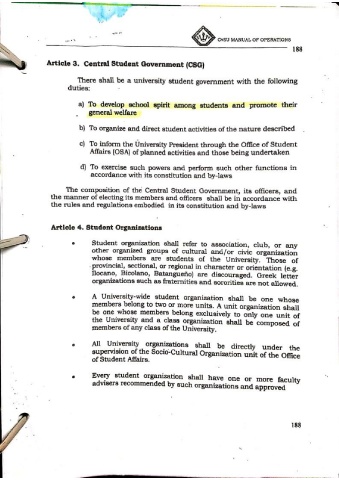 CNSU MANUAL OF OPERATIONS
188
Article 3. Central Student Government (CSG)
There shall be a university student government with the following
duties:
a) To develop school spirit among students and promote their
general welfare
b) To organize and direct student activities of the nature described
c) To inform the University President through the Office of Student
Affairs (OSA) of planned activities and those being undertaken
d) To exercise such powers and perform such other functions in
accordance with its constitution and by-laws
The composition of the Central Student Government, its officers, and
the manner of electing its members and officers shall be in accordance with
the rules and regulations embodied in its constitution and by-laws
Article 4. Student Organizations
• Student organization shall refer to association, club, or any
other organized groups of cultural and/or civic organization
whose members are students of the University. Those of
provincial, sectional, or regional in character or orientation (e.g.
Ilocano, Bicolano, Batangueño) are discouraged. Greek letter
organizations such as fraternities and sororities are not allowed.
• A University-wide student organization shall be one whose
members belong to two or more units. A unit organization shall
be one whose members belong exclusively to only one unit of
the University and a class organization shall be composed of
members of any class of the University.
• All University organizations shall be directly under the
supervision of the Socio-Cultural Organization unit of the Office
of Student Affairs.
• Every student organization shall have one or more faculty
advisers recommended by such organizations and approved
188